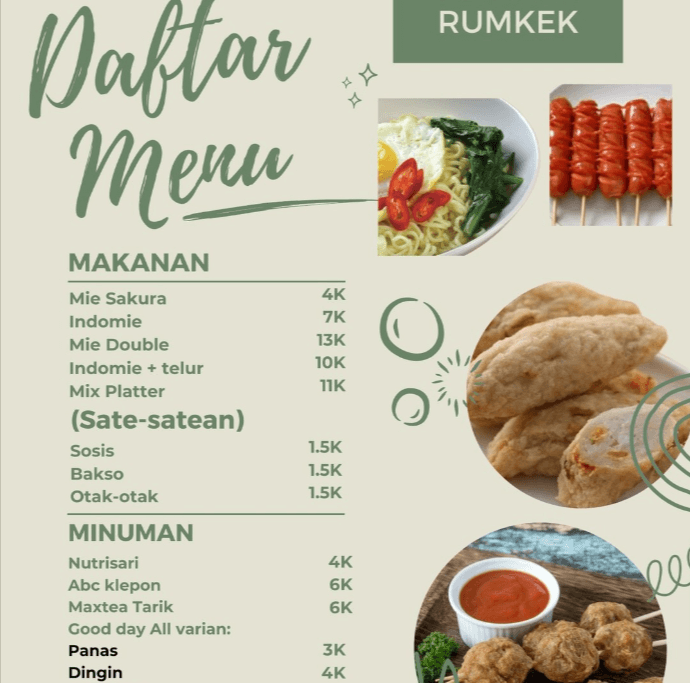 Daftar
Menu
RUMKEK
MAKANAN
Mie Sakura 4K
Indomie 7K
Mie Double 13K
Indomie + telur 10K
Mix Platter 11K
(Sate-satean)
Sosis 1.5K
Bakso 1.5K
Otak-otak 1.5K
MINUMAN
Nutrisari 4K
Abc klepon 6K
Maxtea Tarik 6K
Good day All varian:
Panas 3K
Dingin 4K